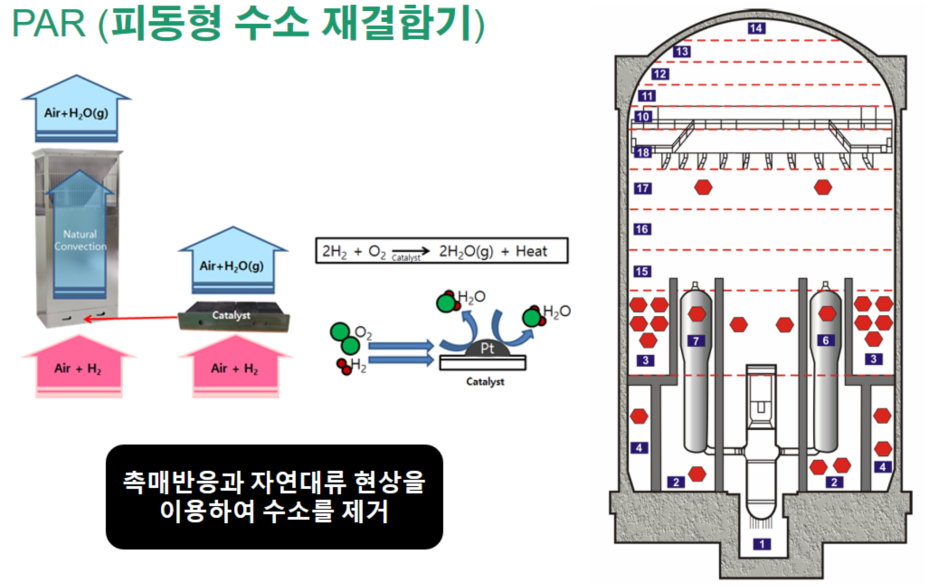 PAR (피동형 수소 재결합기)
Air+H₂O(g)
Natural
Convection
Air + H₂
Air+H₂O(g)
Catalyst
Air + H₂
2H₂ + O₂ → 2H₂O(g) + Heat
Catalyst
O₂
H₂
H₂O
H₂O
Pt
Catalyst
촉매반응과 자연대류 현상을
이용하여 수소를 제거
14
13
12
11
10
18
17
16
15
7
6
3
3
4
4
2
2
1